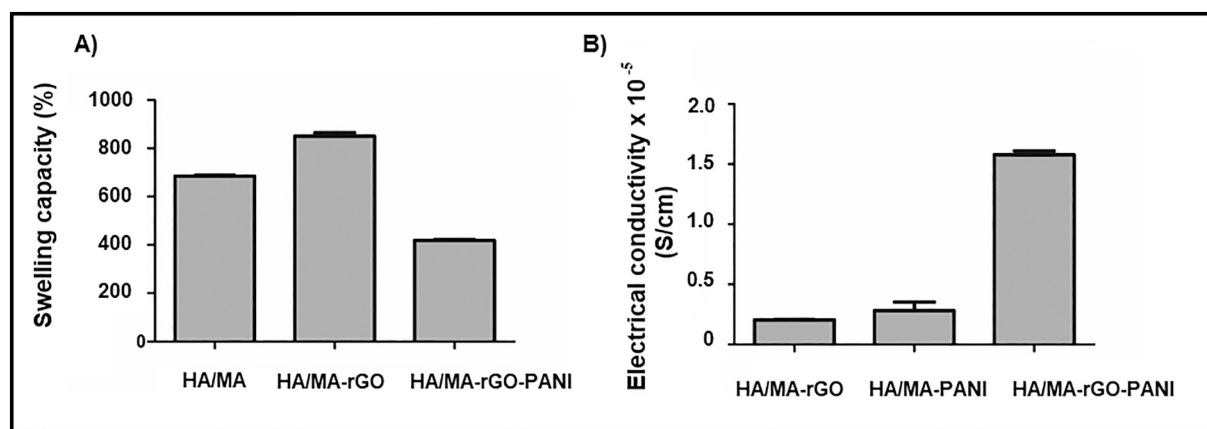 A)
Swelling capacity (%)
1000
800
600
400
200
0
HA/MA
HA/MA-rGO
HA/MA-rGO-PANI
B)
Electrical conductivity x 10⁻⁵
(S/cm)
2.0
1.5
1.0
0.5
0
HA/MA-rGO
HA/MA-PANI
HA/MA-rGO-PANI